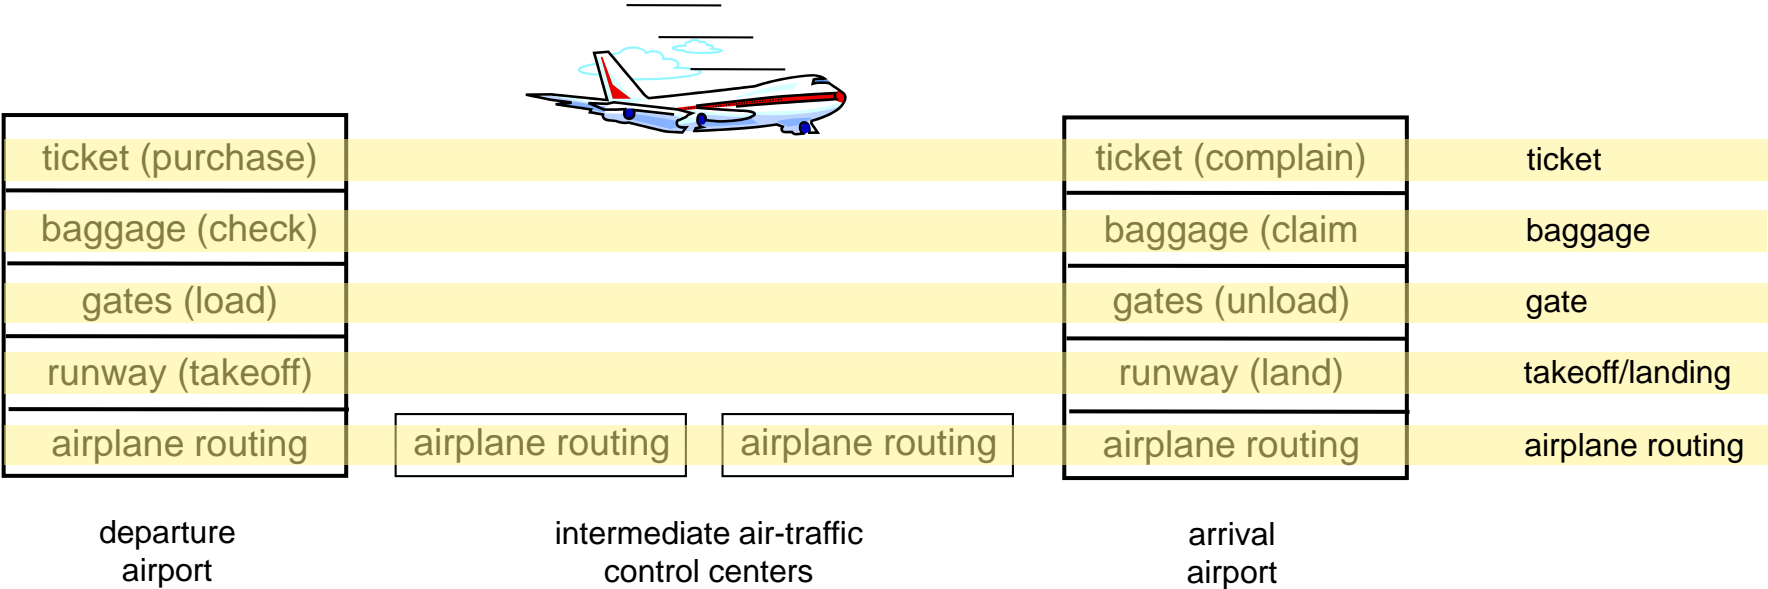 ticket (purchase)
ticket (complain)
ticket
baggage (check)
baggage (claim
baggage
gates (load)
gates (unload)
gate
runway (takeoff)
runway (land)
takeoff/landing
airplane routing
airplane routing
airplane routing
airplane routing
airplane routing
departure
airport
intermediate air-traffic
control centers
arrival
airport